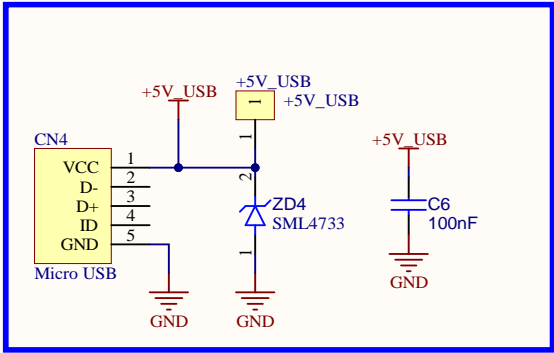 +5V_USB
+5V_USB
1
+5V_USB
CN4
VCC 1
D- 2
D+ 3
ID 4
GND 5
Micro USB
GND
1
2
ZD4
SML4733
1
GND
+5V_USB
C6
100nF
GND